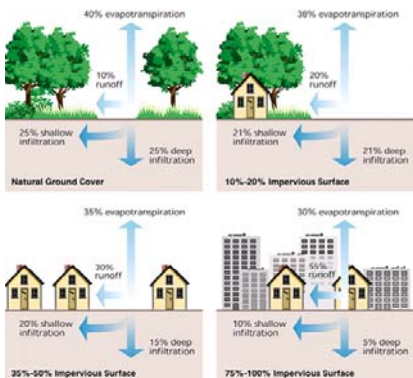 40% evapotranspiration
10%
runoff
25% shallow
infiltration
25% deep
infiltration
Natural Ground Cover
38% evapotranspiration
20%
runoff
21% shallow
infiltration
21% deep
infiltration
10%-20% Impervious Surface
35% evapotranspiration
30%
runoff
20% shallow
infiltration
15% deep
infiltration
35%-50% Impervious Surface
30% evapotranspiration
55%
runoff
10% shallow
infiltration
5% deep
infiltration
75%-100% Impervious Surface